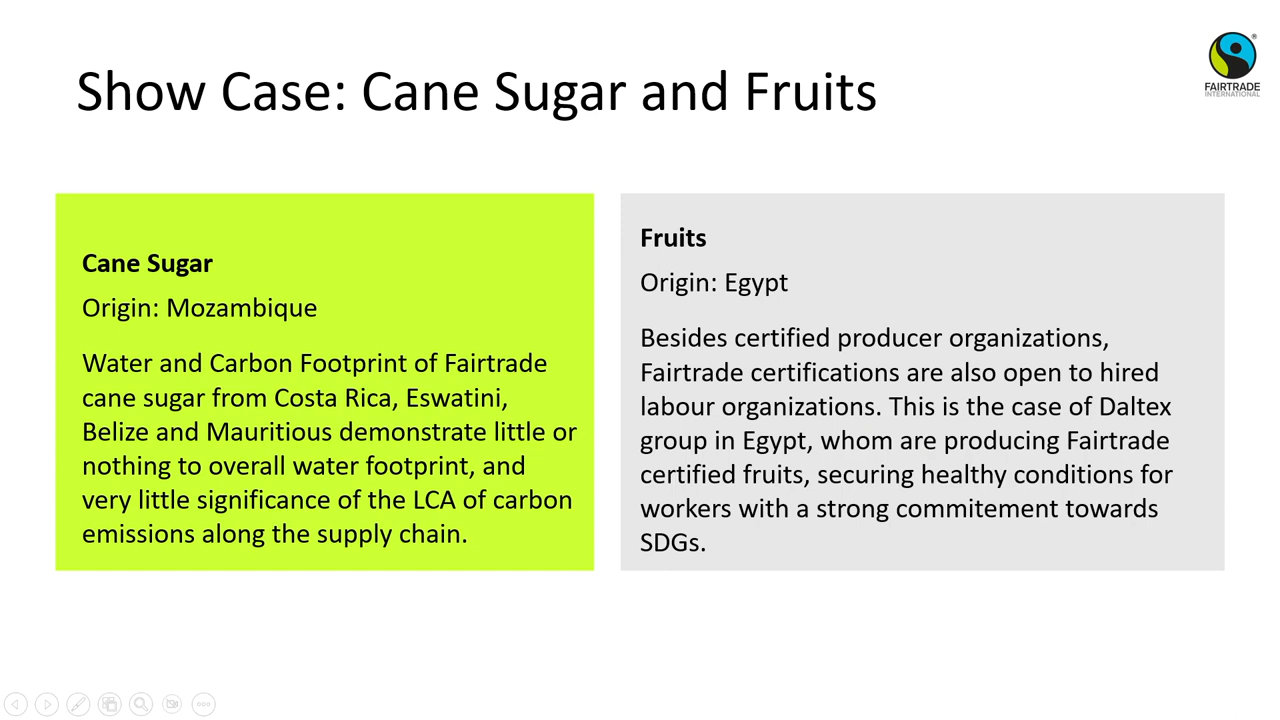 Show Case: Cane Sugar and Fruits
FAIRTRADE
INTERNATIONAL
Cane Sugar
Origin: Mozambique
Water and Carbon Footprint of Fairtrade
cane sugar from Costa Rica, Eswatini,
Belize and Mauritious demonstrate little or
nothing to overall water footprint, and
very little significance of the LCA of carbon
emissions along the supply chain.
Fruits
Origin: Egypt
Besides certified producer organizations,
Fairtrade certifications are also open to hired
labour organizations. This is the case of Daltex
group in Egypt, whom are producing Fairtrade
certified fruits, securing healthy conditions for
workers with a strong commitement towards
SDGs.